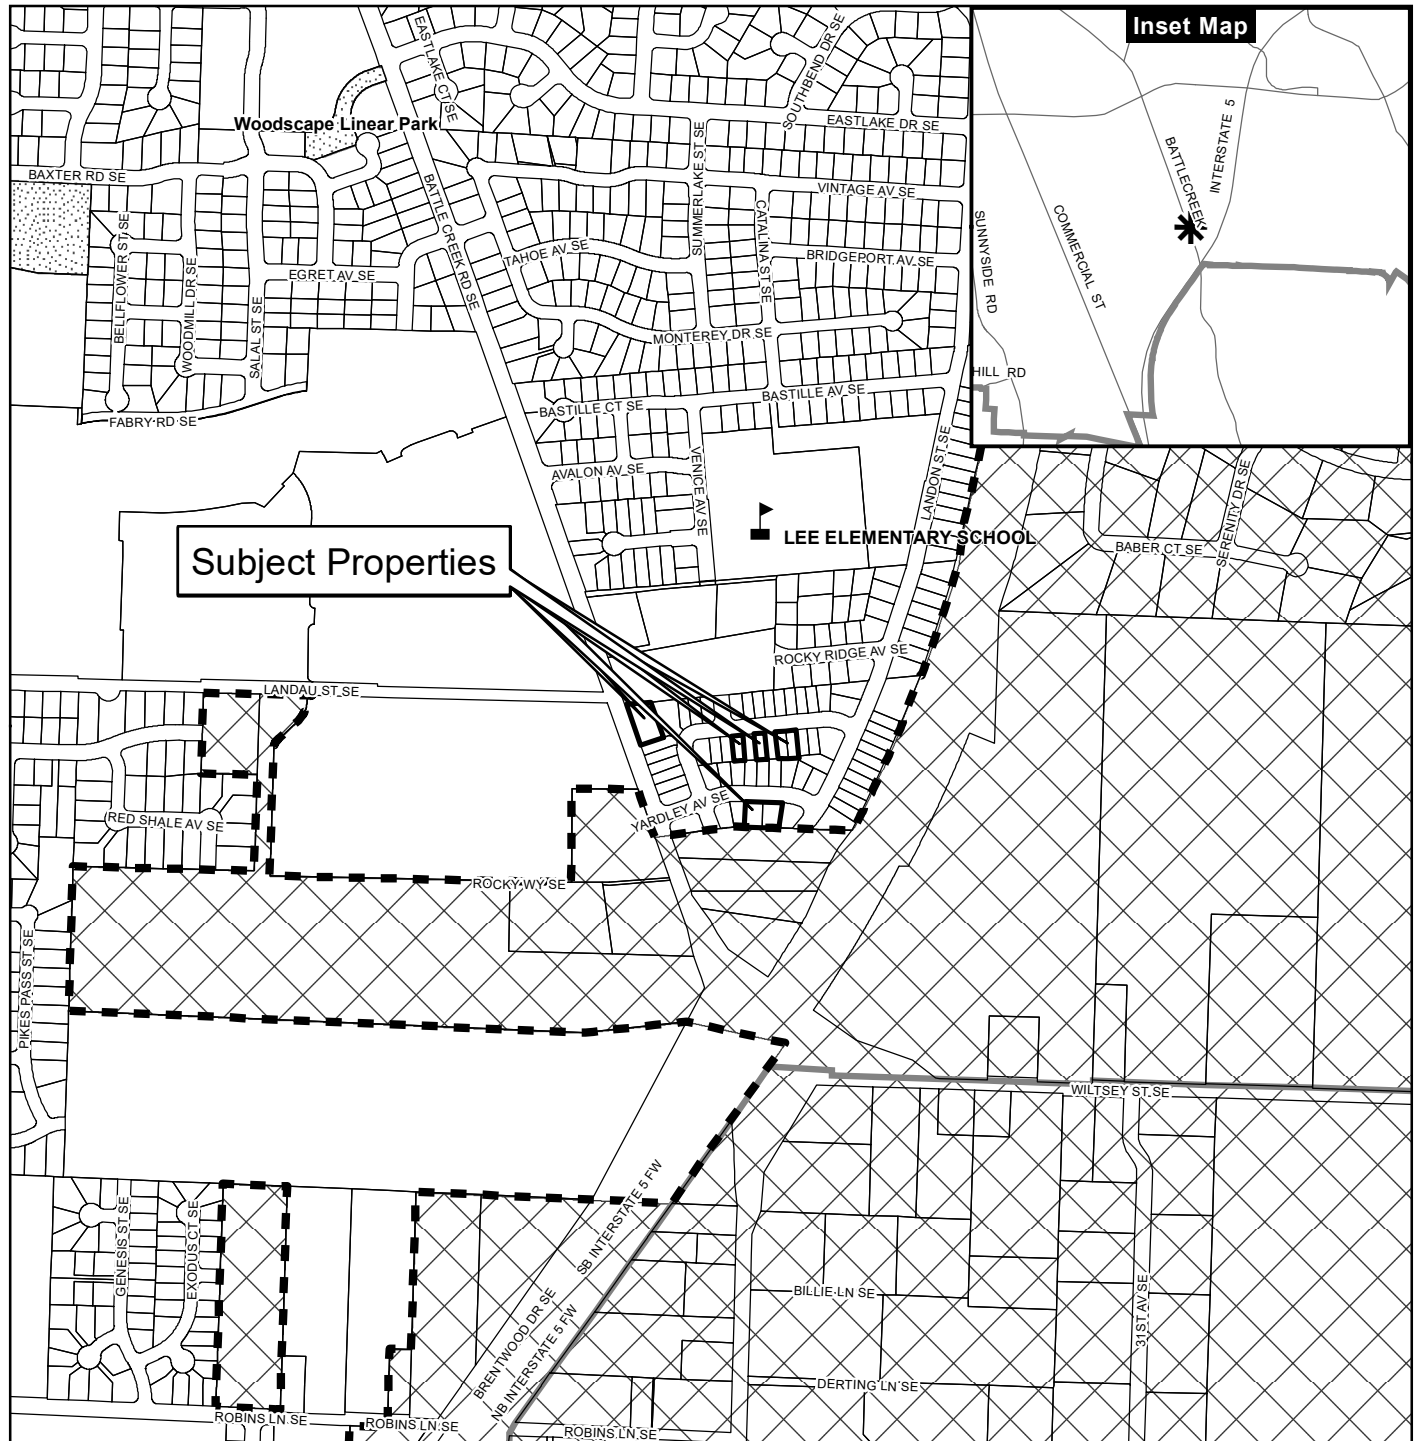 Inset Map
EASTLAKE CT SE
SOUTHBEND DR SE
Woodscape Linear Park
EASTLAKE DR SE
INTERSTATE 5
BATTLECREEK
BAXTER RD SE
BATTLE CREEK RD SE
SUMMERLAKE ST SE
VINTAGE AV SE
CATALINA ST SE
COMMERCIAL ST
SUNNYSIDE RD
BELLFLOWER ST SE
WOODMILL DR SE
EGRET AV SE
TAHOE AV SE
BRIDGEPORT AV SE
SALAL ST SE
MONTEREY DR SE
HILL RD
FABRY RD SE
BASTILLE CT SE
BASTILLE AV SE
AVALON AV SE
VENICE AV SE
LANDON ST SE
SERENITY DR SE
LEE ELEMENTARY SCHOOL
BABER CT SE
Subject Properties
ROCKY RIDGE AV SE
LANDAU ST SE
YARDLEY AV SE
RED SHALE AV SE
ROCKY WY SE
PIKES PASS ST SE
WILTSEY ST SE
SB INTERSTATE 5 FW
GENESIS ST SE
EXODUS CT SE
BILLIE LN SE
31ST AV SE
BRENTWOOD DR SE
NB INTERSTATE 5 FW
DERTING LN SE
ROBINS LN SE
ROBINS LN SE
ROBINS LN SE